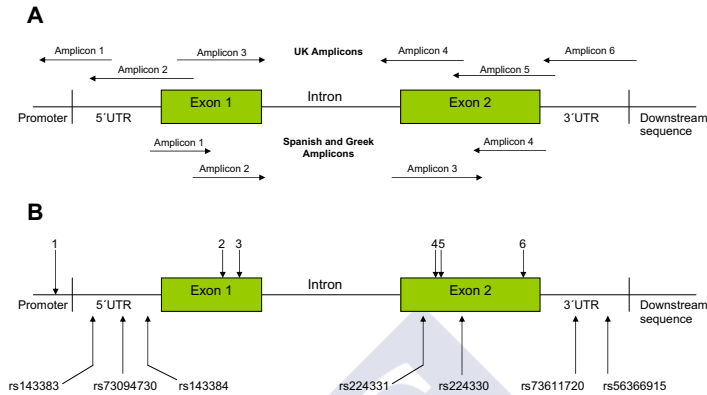 A
Amplicon 1
Amplicon 3
UK Amplicons
Amplicon 4
Amplicon 6
Amplicon 2
Amplicon 5
Exon 1
Intron
Exon 2
Promoter
5´UTR
3´UTR
Downstream
sequence
Amplicon 1
Spanish and Greek
Amplicons
Amplicon 4
Amplicon 2
Amplicon 3
B
1
2
3
45
6
Exon 1
Intron
Exon 2
Promoter
5´UTR
3´UTR
Downstream
sequence
rs143383
rs73094730
rs143384
rs224331
rs224330
rs73611720
rs56366915